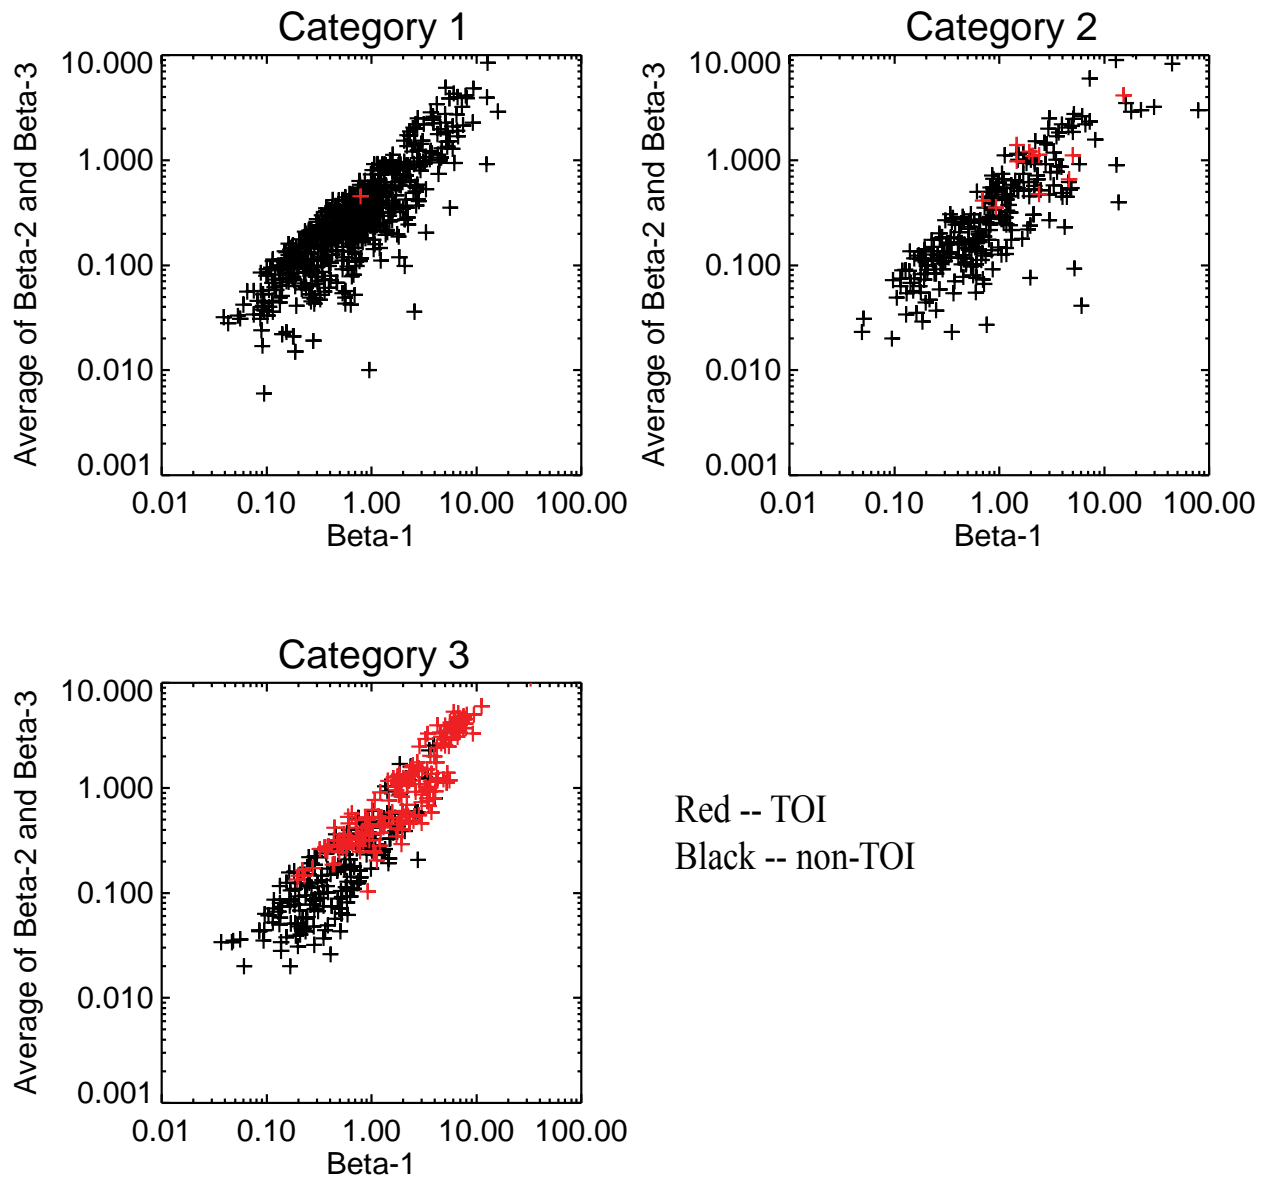 Category 1
10.000
1.000
0.100
0.010
0.001
Average of Beta-2 and Beta-3
0.01 0.10 1.00 10.00 100.00
Beta-1
Category 2
10.000
1.000
0.100
0.010
0.001
Average of Beta-2 and Beta-3
0.01 0.10 1.00 10.00 100.00
Beta-1
Category 3
10.000
1.000
0.100
0.010
0.001
Average of Beta-2 and Beta-3
0.01 0.10 1.00 10.00 100.00
Beta-1
Red -- TOI
Black -- non-TOI